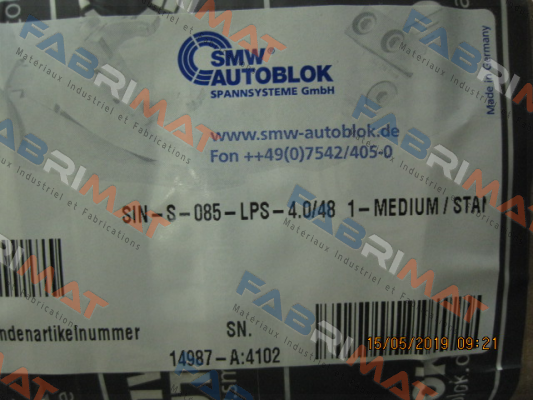 SMW®
AUTOBLOK
SPANNSYSTEME GmbH
Made in Germany
www.smw-autoblok.de
Fon ++49(0)7542/405-0
SIN-S-085-LPS-4.0/48 1-MEDIUM / STAN
ndenartikelnummer
SN.
14987-A:4102
15/05/2019 09:21
FABRIMAT
Materiaux Industriel et Fabrications